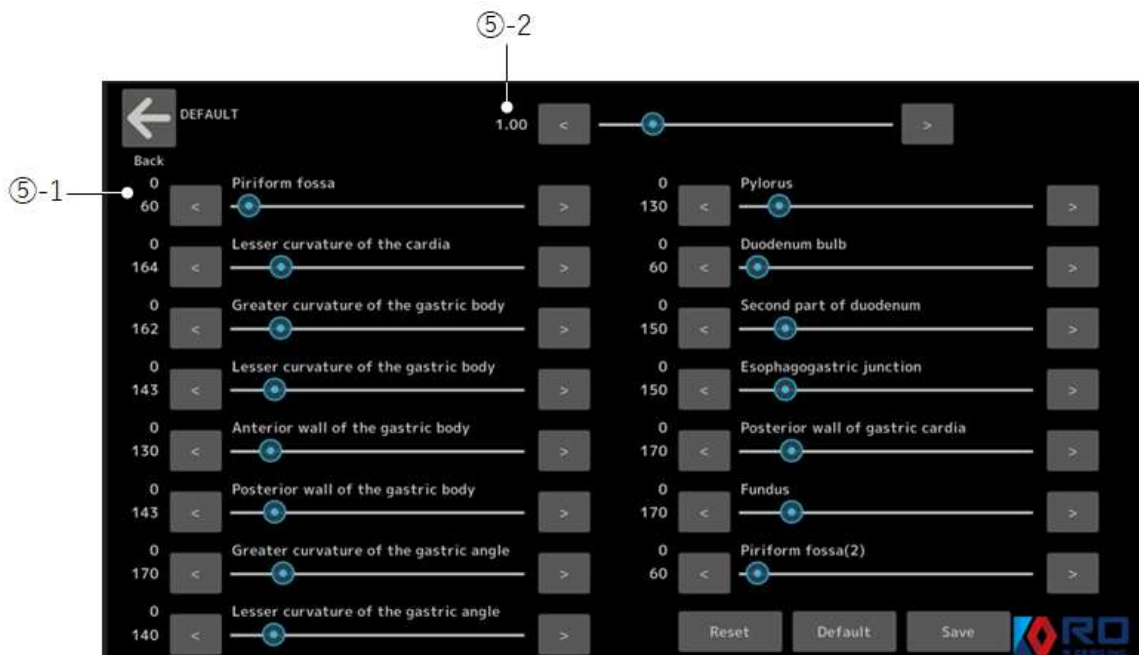 ⑤-2
DEFAULT
1.00 < >
Back
⑤-1
0 Piriform fossa
60 < >
0 Lesser curvature of the cardia
164 < >
0 Greater curvature of the gastric body
162 < >
0 Lesser curvature of the gastric body
143 < >
0 Anterior wall of the gastric body
130 < >
0 Posterior wall of the gastric body
143 < >
0 Greater curvature of the gastric angle
170 < >
0 Lesser curvature of the gastric angle
140 < >
0 Pylorus
130 < >
0 Duodenum bulb
60 < >
0 Second part of duodenum
150 < >
0 Esophagogastric junction
150 < >
0 Posterior wall of gastric cardia
170 < >
0 Fundus
170 < >
0 Piriform fossa(2)
60 < >
Reset Default Save
RO